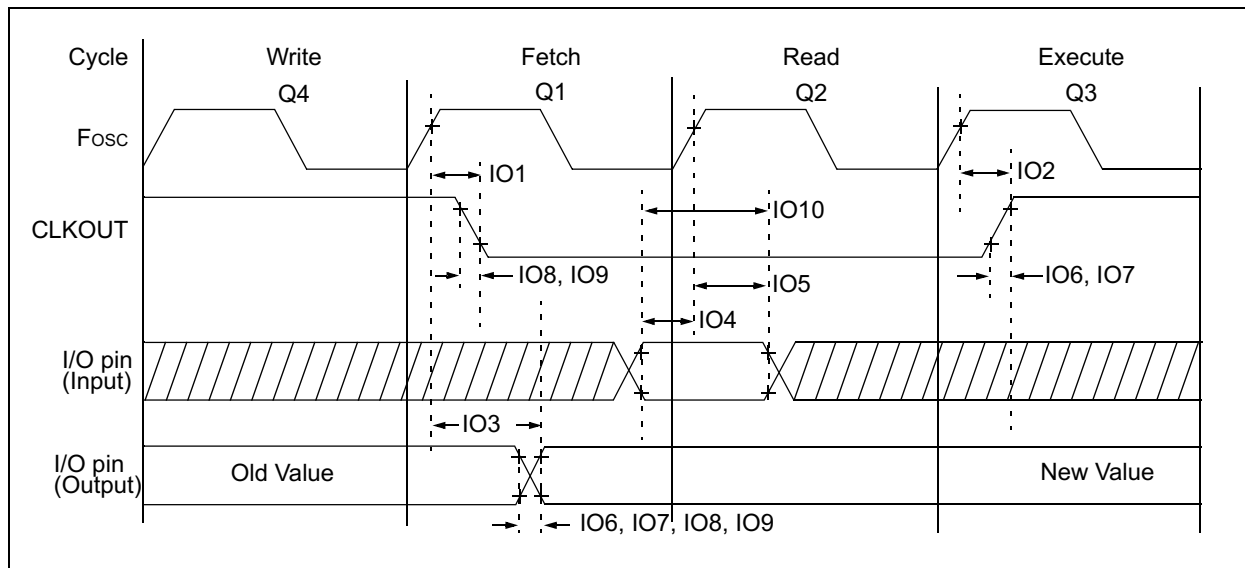 Cycle Write Fetch Read Execute
Q4 Q1 Q2 Q3
FOSC
IO1 IO2
CLKOUT IO10
IO8, IO9 IO5 IO6, IO7
IO4
I/O pin
(Input)
IO3
I/O pin
(Output) Old Value New Value
IO6, IO7, IO8, IO9